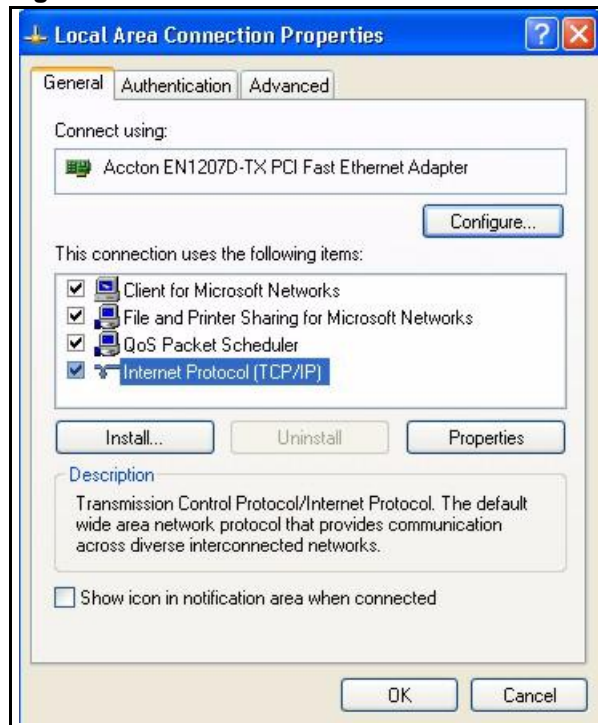 Local Area Connection Properties
General Authentication Advanced
Connect using:
Accton EN1207D-TX PCI Fast Ethernet Adapter
Configure...
This connection uses the following items:
Client for Microsoft Networks
File and Printer Sharing for Microsoft Networks
QoS Packet Scheduler
Internet Protocol (TCP/IP)
Install... Uninstall Properties
Description
Transmission Control Protocol/Internet Protocol. The default
wide area network protocol that provides communication
across diverse interconnected networks.
Show icon in notification area when connected
OK Cancel